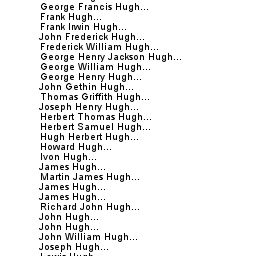 George Francis Hugh...
Frank Hugh...
Frank Irwin Hugh...
John Frederick Hugh...
Frederick William Hugh...
George Henry Jackson Hugh...
George William Hugh...
George Henry Hugh...
John Gethin Hugh...
Thomas Griffith Hugh...
Joseph Henry Hugh...
Herbert Thomas Hugh...
Herbert Samuel Hugh...
Hugh Herbert Hugh...
Howard Hugh...
Ivon Hugh...
James Hugh...
Martin James Hugh...
James Hugh...
James Hugh...
Richard John Hugh...
John Hugh...
John Hugh...
John William Hugh...
Joseph Hugh...